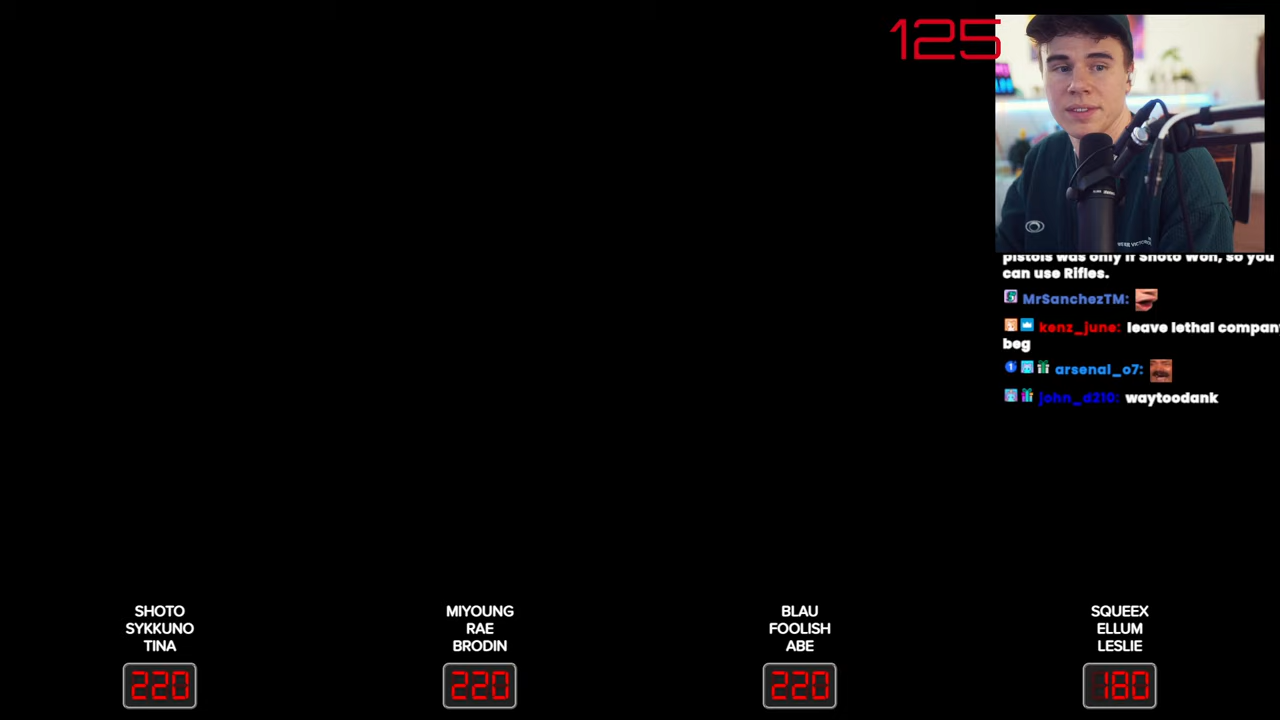 125
pistols was only if Shoto won, so you
can use Rifles.
MrSanchezTM:
kenz_june: leave lethal company
beg
arsenal_o7:
john_d210: waytoodank
SHOTO
SYKKUNO
TINA
220
MIYOUNG
RAE
BRODIN
220
BLAU
FOOLISH
ABE
220
SQUEEX
ELLUM
LESLIE
180